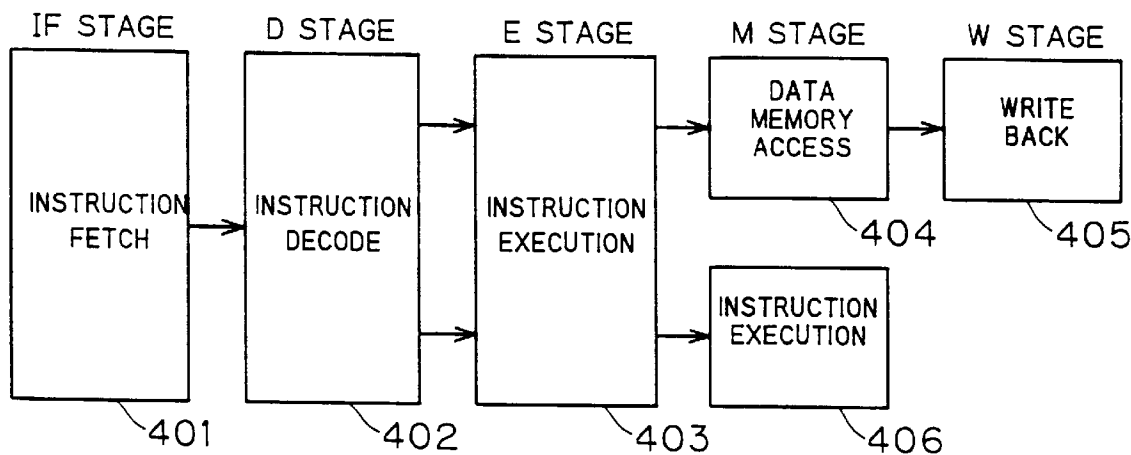 IF STAGE
D STAGE
E STAGE
M STAGE
W STAGE
INSTRUCTION
FETCH
INSTRUCTION
DECODE
INSTRUCTION
EXECUTION
DATA
MEMORY
ACCESS
WRITE
BACK
404
405
INSTRUCTION
EXECUTION
401
402
403
406